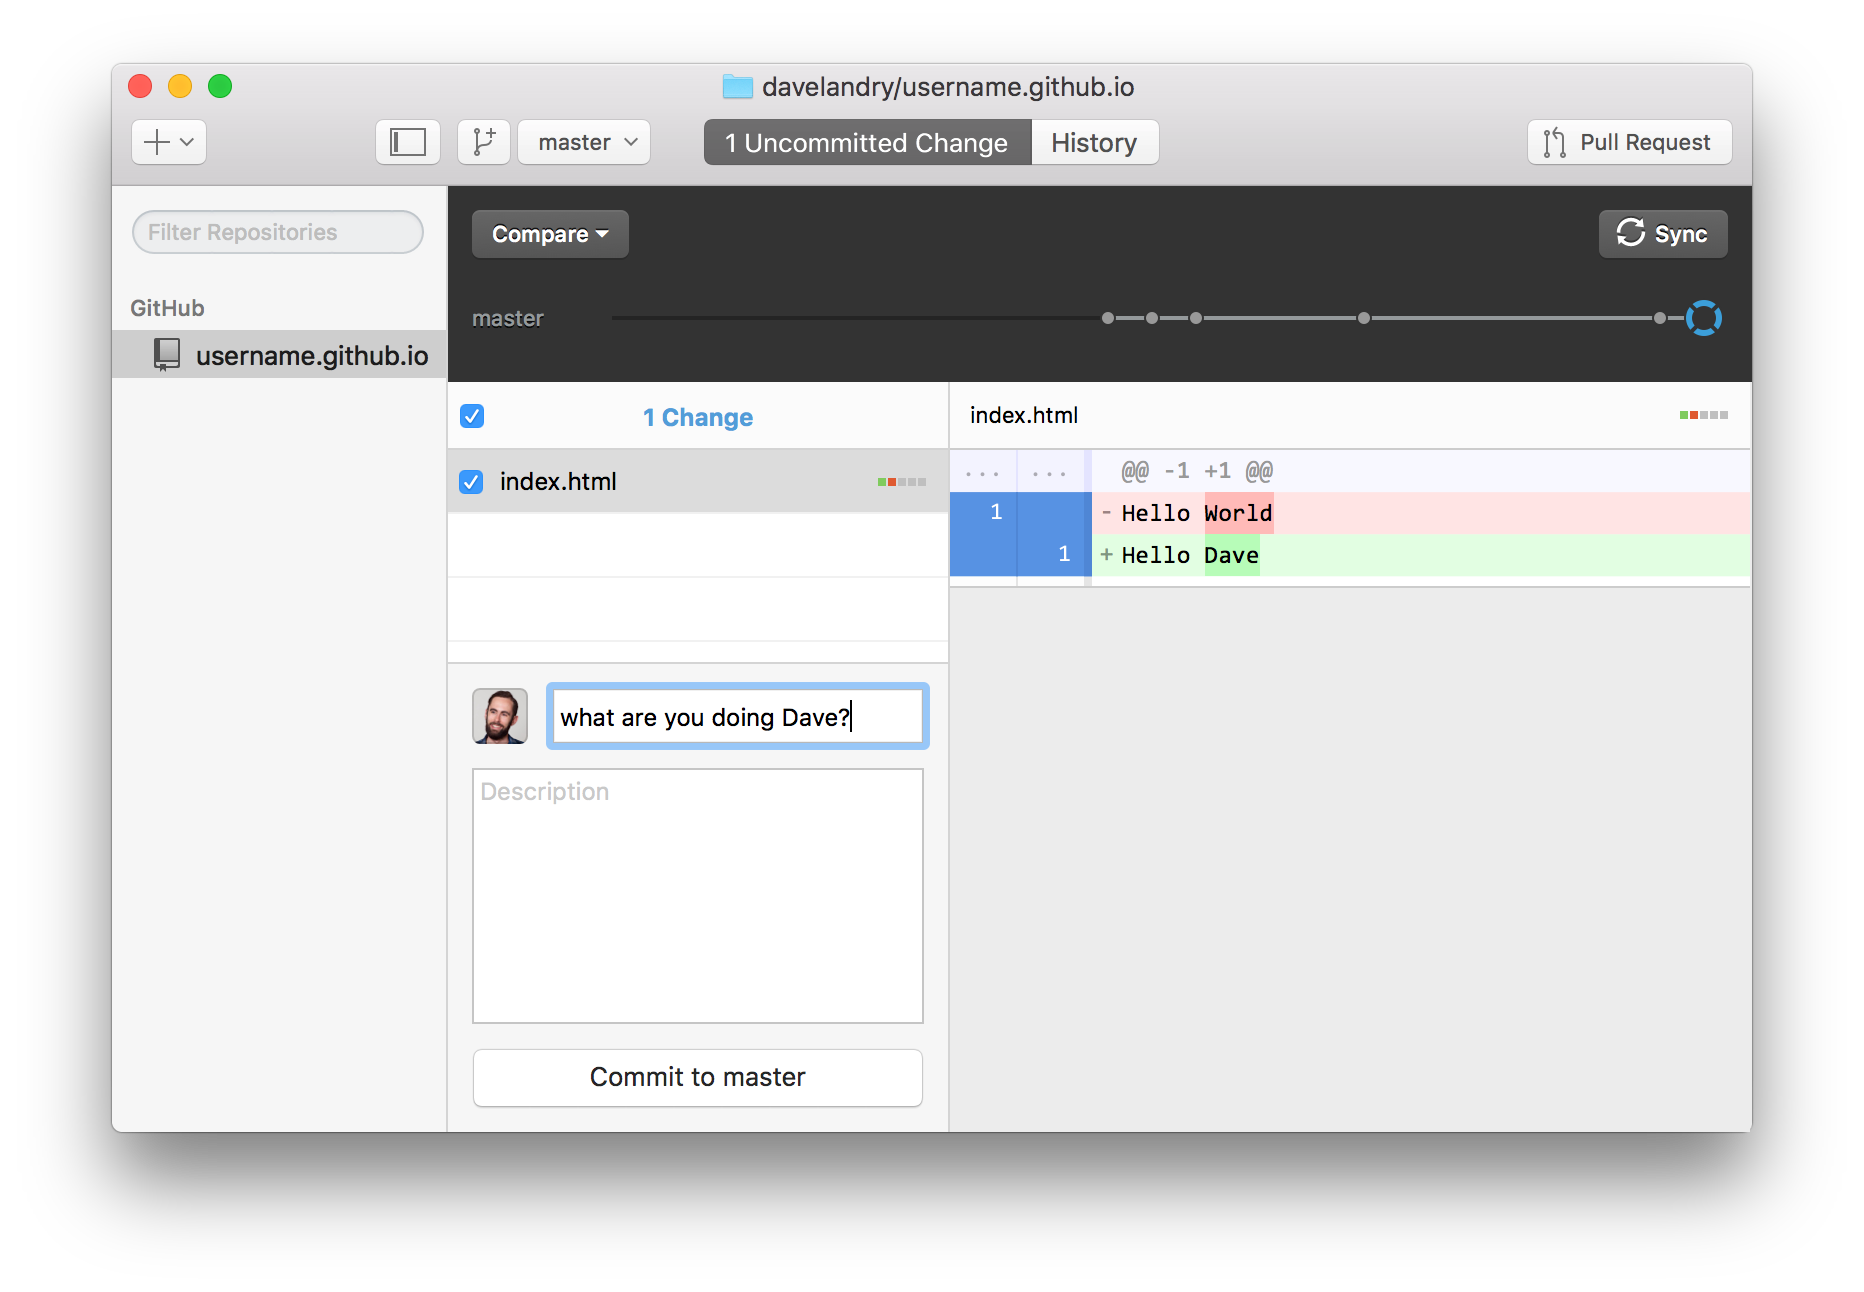 davelandry/username.github.io
master
1 Uncommitted Change
History
Pull Request
Filter Repositories
GitHub
username.github.io
Compare
Sync
master
1 Change
index.html
index.html
... ... @@ -1 +1 @@
1 - Hello World
1 + Hello Dave
what are you doing Dave?
Description
Commit to master